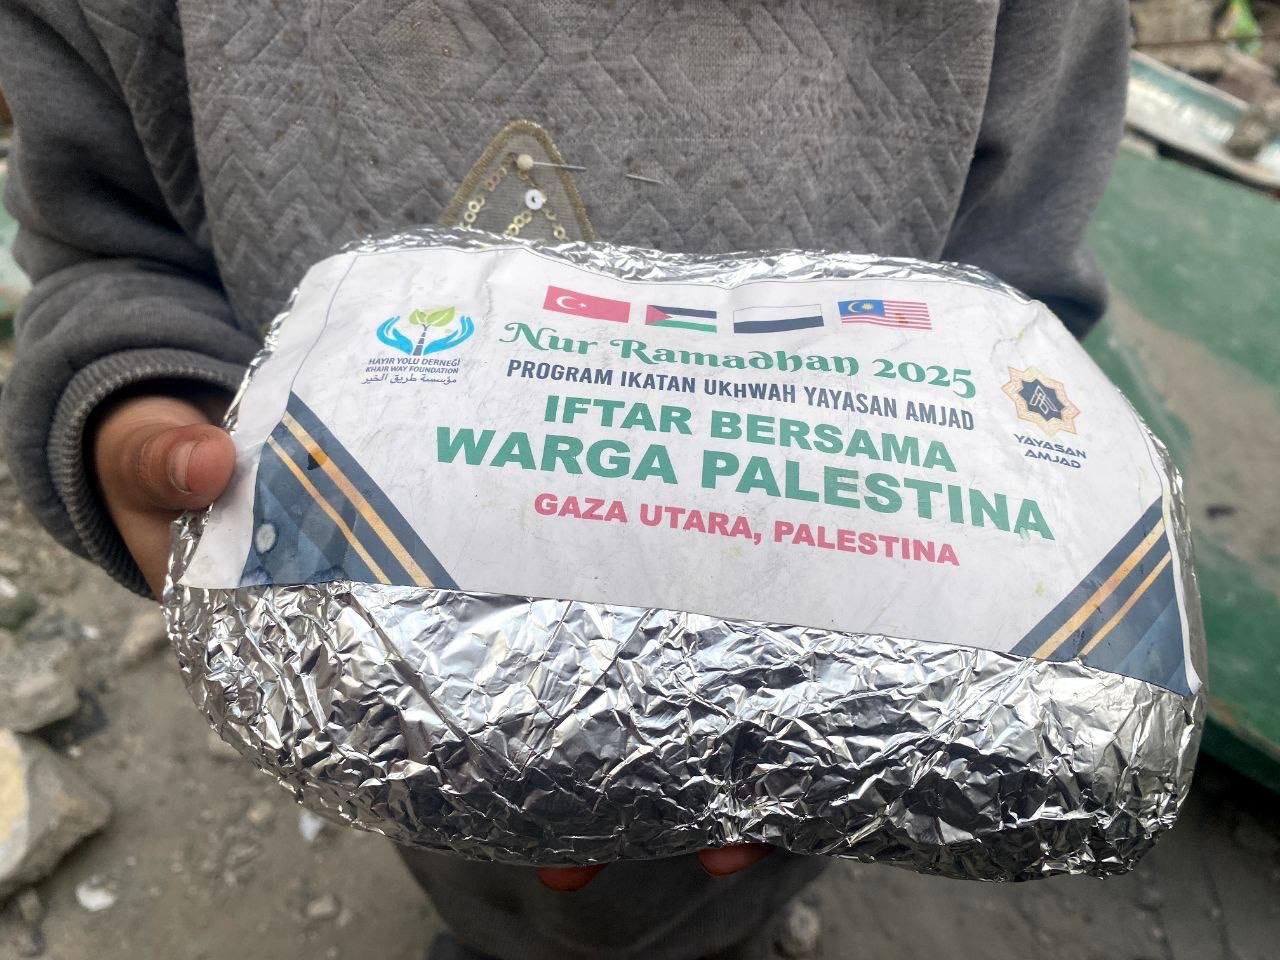 HAYIR YOLU DERNEĞİ
KHAIR WAY FOUNDATION
مؤسسة طريق الخير
Nur Ramadhan 2025
PROGRAM IKATAN UKHWAH YAYASAN AMJAD
IFTAR BERSAMA
WARGA PALESTINA
GAZA UTARA, PALESTINA
YAYASAN
AMJAD